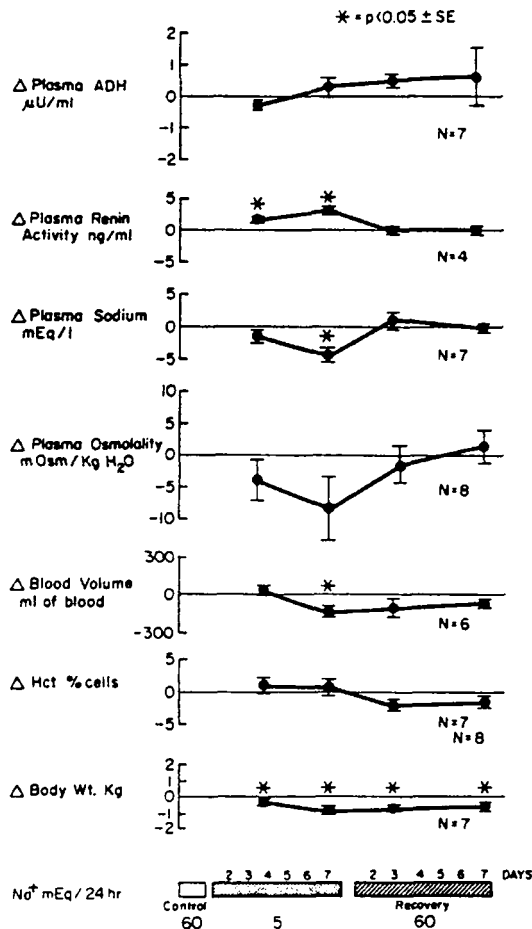 * = p<0.05 ± SE
Δ Plasma ADH
μU/ml
2
1
0
-1
-2
N=7
Δ Plasma Renin
Activity ng/ml
5
0
-5
*
*
N=4
Δ Plasma Sodium
mEq/l
5
0
-5
*
N=7
Δ Plasma Osmolality
mOsm/Kg H₂O
10
5
0
-5
-10
N=8
Δ Blood Volume
ml of blood
300
0
-300
*
N=6
Δ Hct % cells
5
0
-5
N=7
N=8
Δ Body Wt. Kg
2
1
0
-1
-2
*
*
*
*
N=7
2 3 4 5 6 7 2 3 4 5 6 7 DAYS
Na⁺ mEq/24 hr
Control Recovery
60 5 60